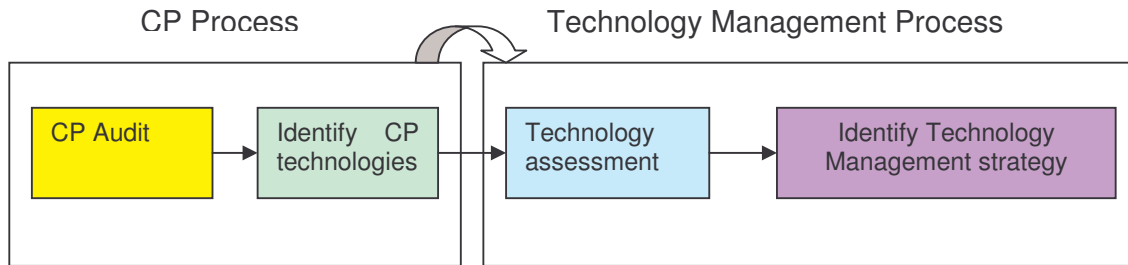 CP Process
Technology Management Process
CP Audit
Identify CP
technologies
Technology
assessment
Identify Technology
Management strategy